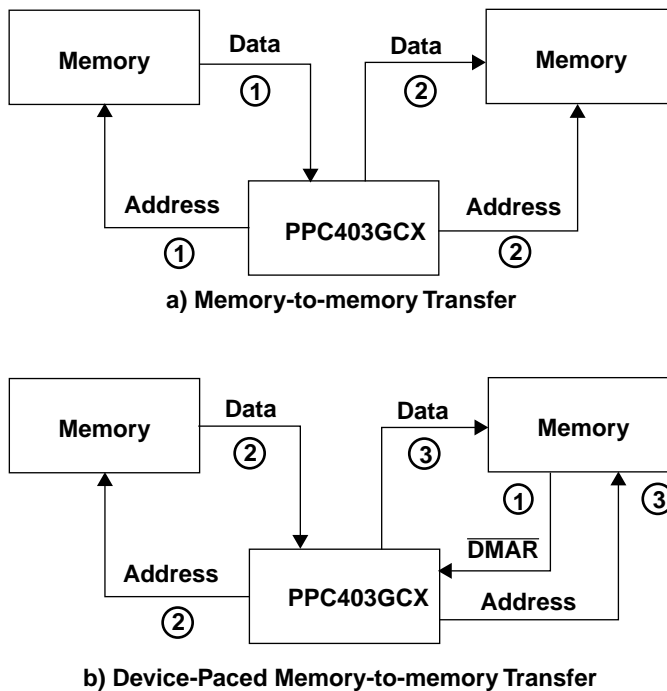 Data
Data
Memory
Memory
①
②
Address
PPC403GCX
Address
①
②
a) Memory-to-memory Transfer
Data
Data
Memory
Memory
②
③
①
③
D̅M̅A̅R̅
Address
PPC403GCX
Address
②
b) Device-Paced Memory-to-memory Transfer